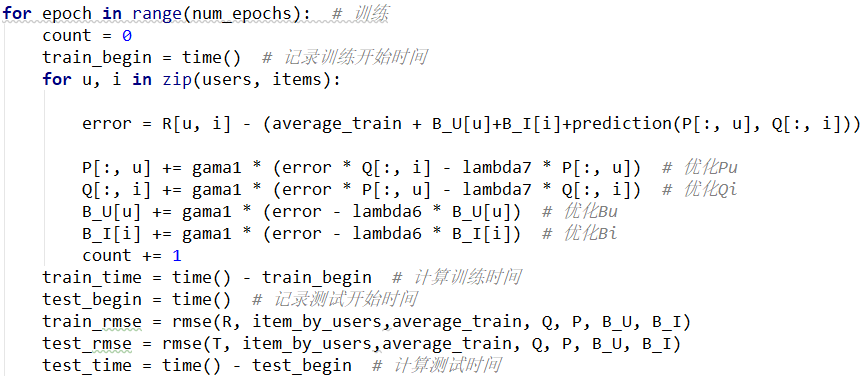 for epoch in range(num_epochs):  # 训练
    count = 0
    train_begin = time()  # 记录训练开始时间
    for u, i in zip(users, items):
        error = R[u, i] - (average_train + B_U[u]+B_I[i]+prediction(P[:, u], Q[:, i]))
        P[:, u] += gama1 * (error * Q[:, i] - lambda7 * P[:, u])  # 优化Pu
        Q[:, i] += gama1 * (error * P[:, u] - lambda7 * Q[:, i])  # 优化Qi
        B_U[u] += gama1 * (error - lambda6 * B_U[u])  # 优化Bu
        B_I[i] += gama1 * (error - lambda6 * B_I[i])  # 优化Bi
        count += 1
    train_time = time() - train_begin  # 计算训练时间
    test_begin = time()  # 记录测试开始时间
    train_rmse = rmse(R, item_by_users,average_train, Q, P, B_U, B_I)
    test_rmse = rmse(T, item_by_users,average_train, Q, P, B_U, B_I)
    test_time = time() - test_begin  # 计算测试时间